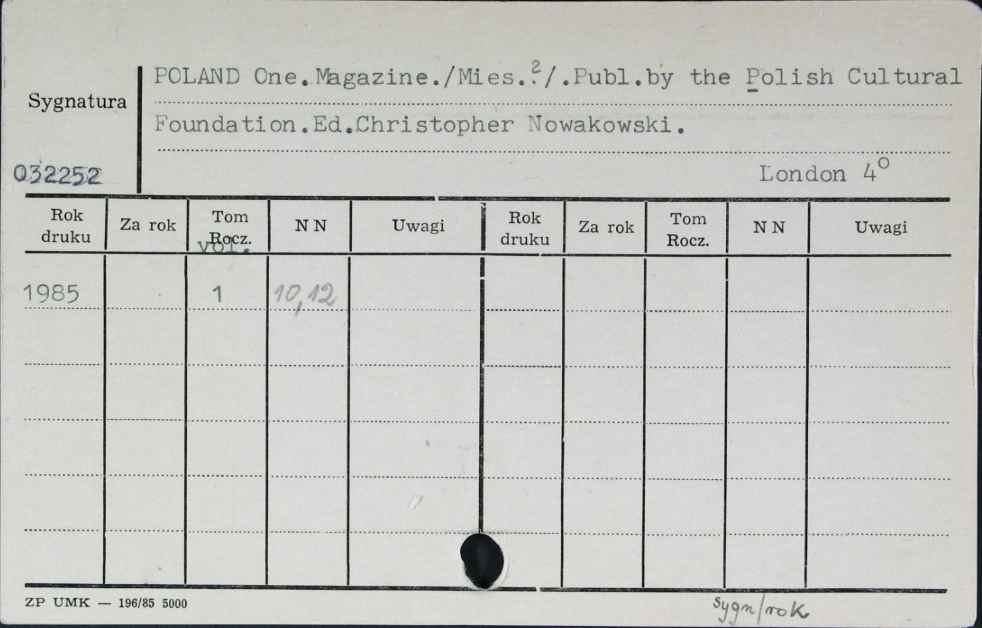 POLAND One.Magazine./Mies.?/.Publ.by the Polish Cultural
Sygnatura
Foundation.Ed.Christopher Nowakowski.
032252
London 4°
Rok druku Za rok Tom Rocz. vol. N N Uwagi Rok druku Za rok Tom Rocz. N N Uwagi
1985 1 10,12
ZP UMK — 196/85 5000
sygn/rok